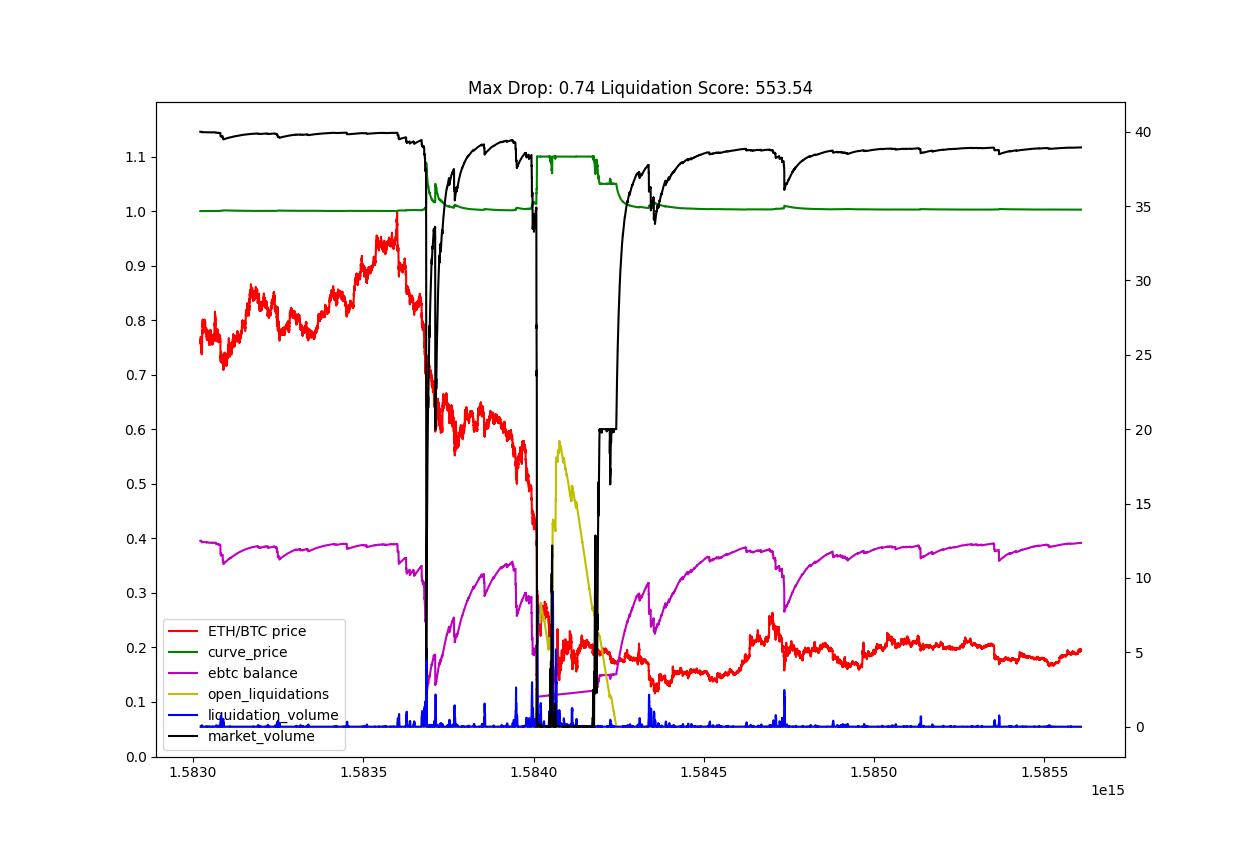 Max Drop: 0.74 Liquidation Score: 553.54
1.1
1.0
0.9
0.8
0.7
0.6
0.5
0.4
0.3
0.2
0.1
0.0
40
35
30
25
20
15
10
5
0
ETH/BTC price
curve_price
ebtc balance
open_liquidations
liquidation_volume
market_volume
1.5830 1.5835 1.5840 1.5845 1.5850 1.5855
1e15